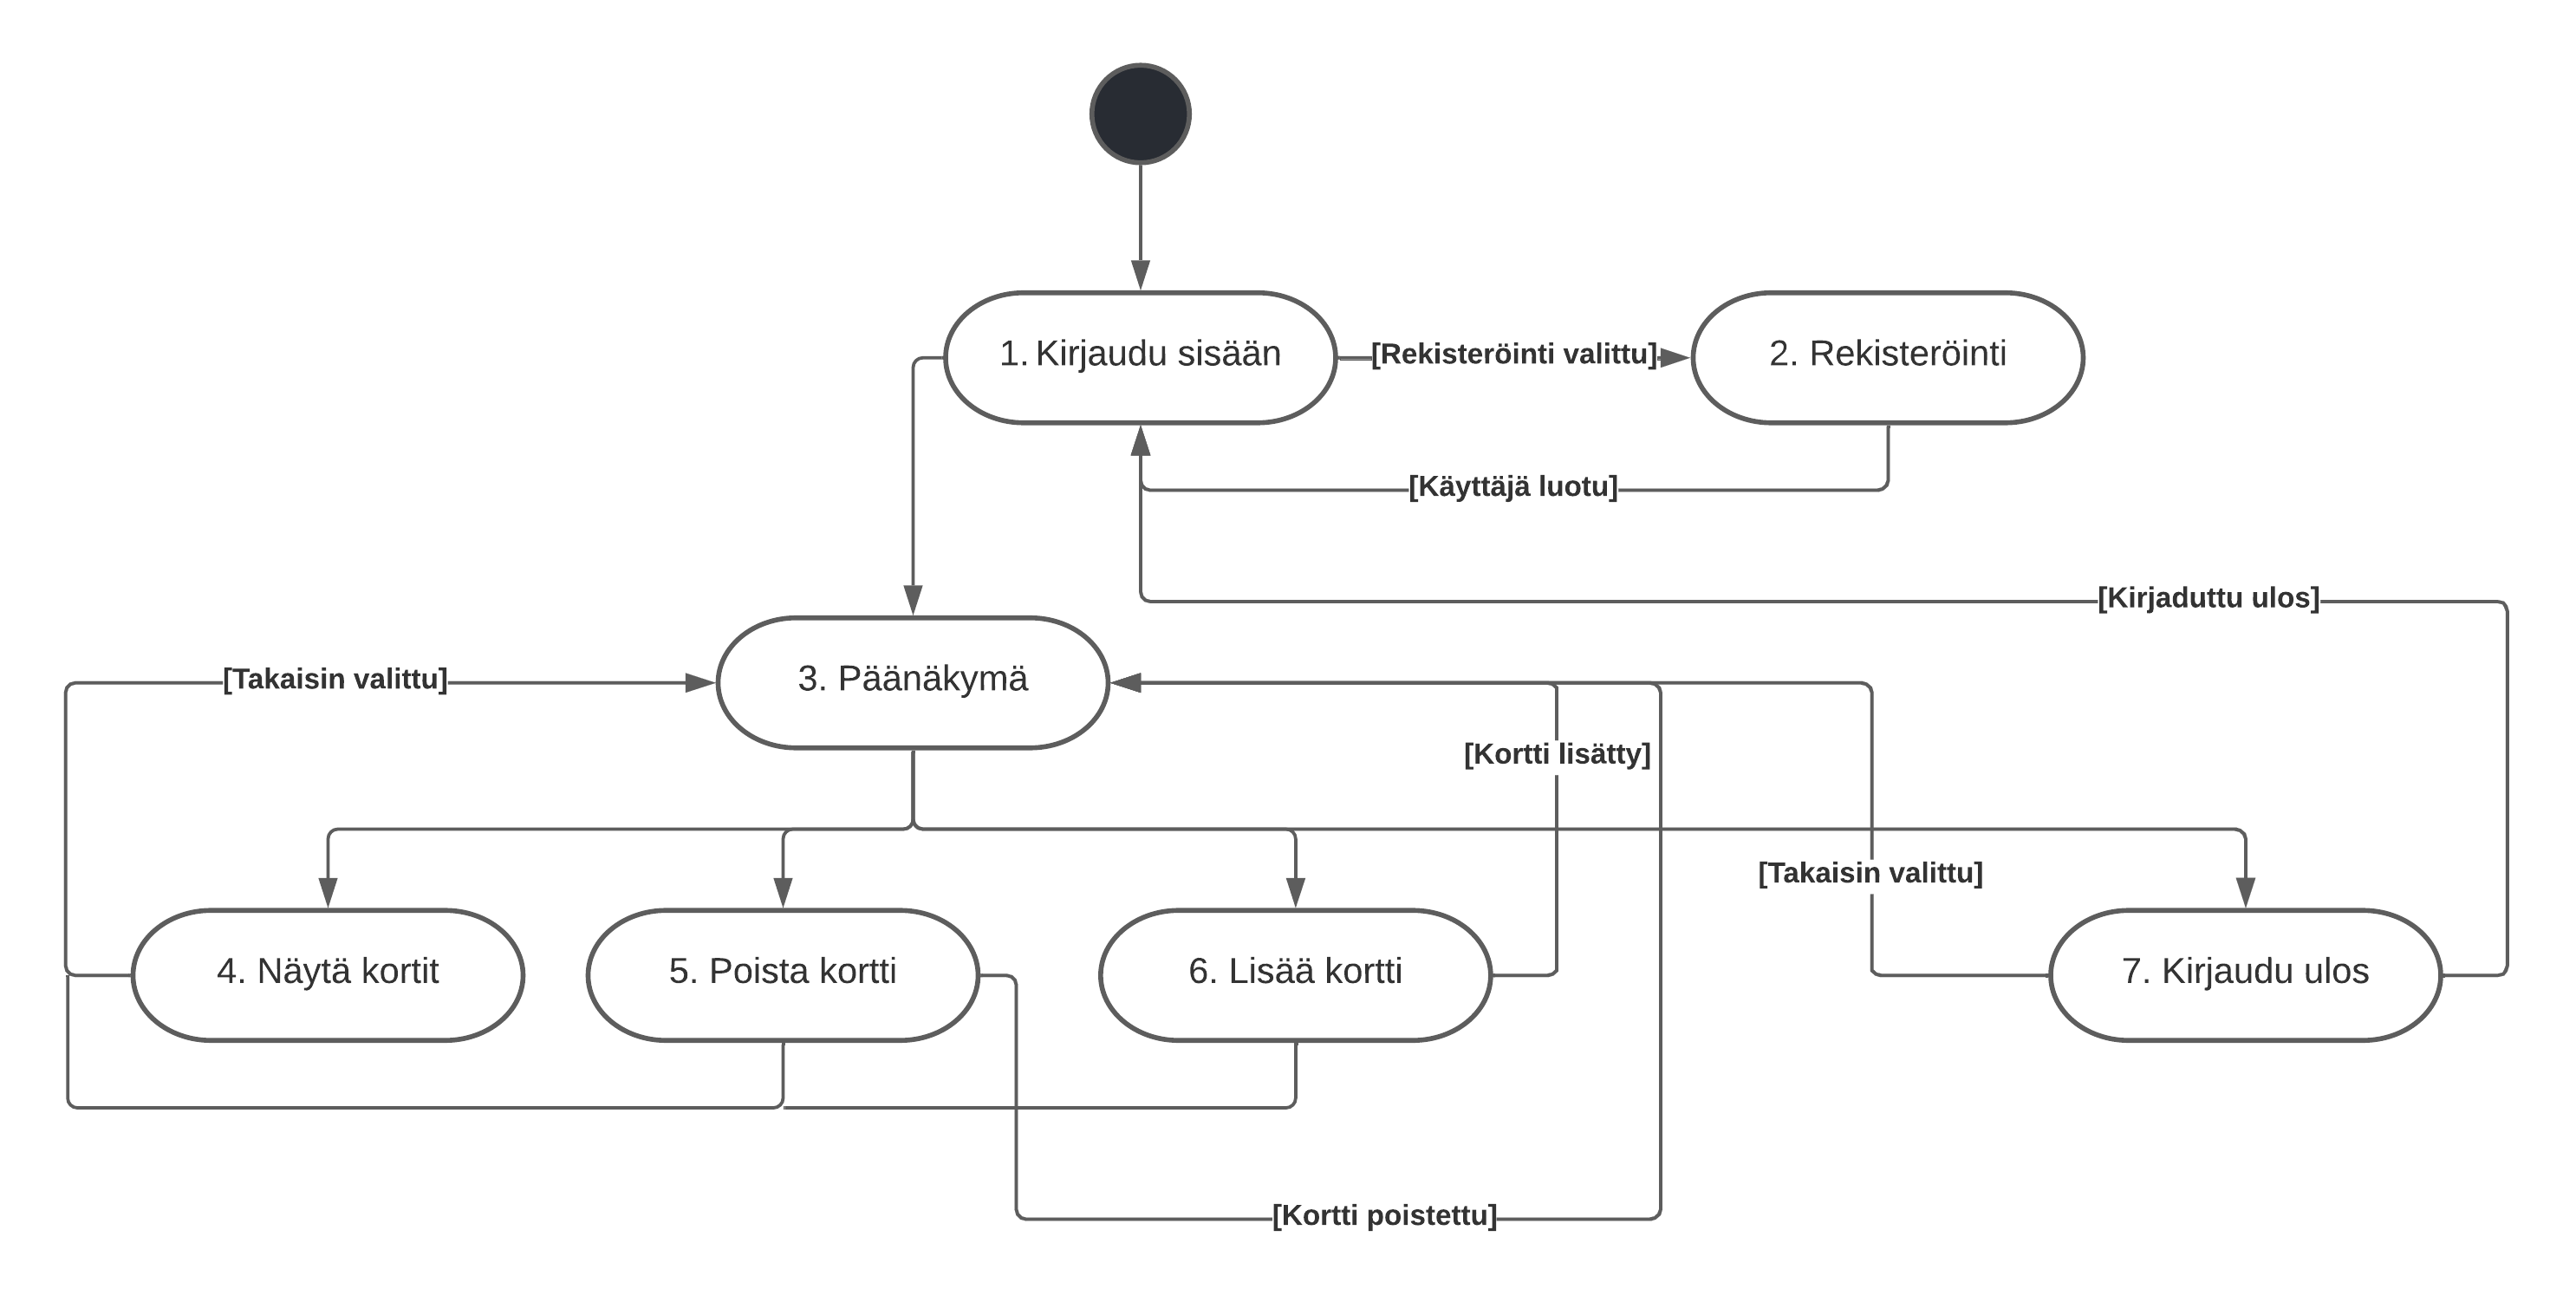 1. Kirjaudu sisään
[Rekisteröinti valittu]
2. Rekisteröinti
[Käyttäjä luotu]
[Kirjaduttu ulos]
[Takaisin valittu]
3. Päänäkymä
[Kortti lisätty]
[Takaisin valittu]
4. Näytä kortit
5. Poista kortti
6. Lisää kortti
7. Kirjaudu ulos
[Kortti poistettu]